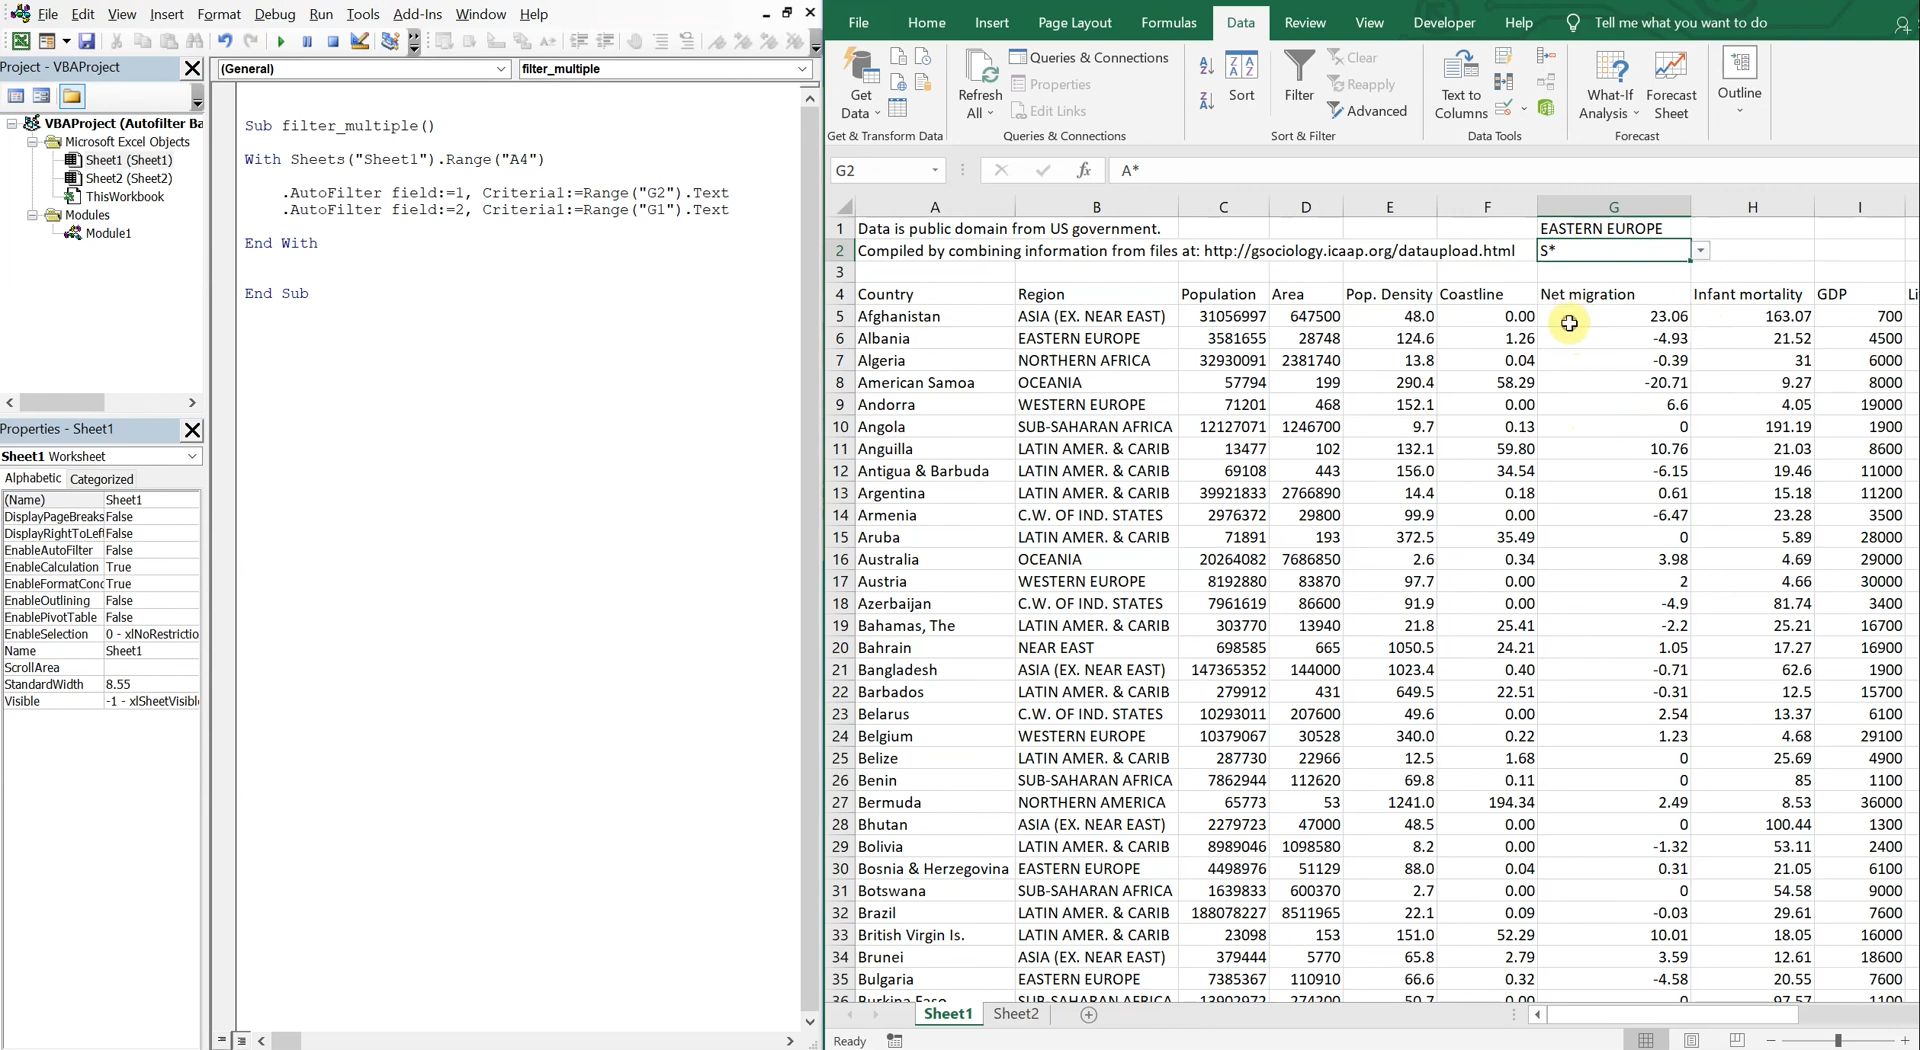 File Edit View Insert Format Debug Run Tools Add-Ins Window Help
Project - VBAProject
VBAProject (Autofilter Ba
Microsoft Excel Objects
Sheet1 (Sheet1)
Sheet2 (Sheet2)
ThisWorkbook
Modules
Module1
Properties - Sheet1
Sheet1 Worksheet
Alphabetic Categorized
(Name) Sheet1
DisplayPageBreaks False
DisplayRightToLeft False
EnableAutoFilter False
EnableCalculation True
EnableFormatConc True
EnableOutlining False
EnablePivotTable False
EnableSelection 0 - xlNoRestrictio
Name Sheet1
ScrollArea
StandardWidth 8.55
Visible -1 - xlSheetVisibl
(General) filter_multiple
Sub filter_multiple()
With Sheets("Sheet1").Range("A4")
.AutoFilter field:=1, Criteria1:=Range("G2").Text
.AutoFilter field:=2, Criteria1:=Range("G1").Text
End With
End Sub
File Home Insert Page Layout Formulas Data Review View Developer Help Tell me what you want to do
Get Data
Refresh All
Queries & Connections
Properties
Edit Links
Sort
Filter
Clear
Reapply
Advanced
Text to Columns
What-If Analysis
Forecast Sheet
Outline
Get & Transform Data Queries & Connections Sort & Filter Data Tools Forecast
G2 fx A*
A B C D E F G H I
1 Data is public domain from US government. EASTERN EUROPE
2 Compiled by combining information from files at: http://gsociology.icaap.org/dataupload.html S*
3
4 Country Region Population Area Pop. Density Coastline Net migration Infant mortality GDP Li
5 Afghanistan ASIA (EX. NEAR EAST) 31056997 647500 48.0 0.00 23.06 163.07 700
6 Albania EASTERN EUROPE 3581655 28748 124.6 1.26 -4.93 21.52 4500
7 Algeria NORTHERN AFRICA 32930091 2381740 13.8 0.04 -0.39 31 6000
8 American Samoa OCEANIA 57794 199 290.4 58.29 -20.71 9.27 8000
9 Andorra WESTERN EUROPE 71201 468 152.1 0.00 6.6 4.05 19000
10 Angola SUB-SAHARAN AFRICA 12127071 1246700 9.7 0.13 0 191.19 1900
11 Anguilla LATIN AMER. & CARIB 13477 102 132.1 59.80 10.76 21.03 8600
12 Antigua & Barbuda LATIN AMER. & CARIB 69108 443 156.0 34.54 -6.15 19.46 11000
13 Argentina LATIN AMER. & CARIB 39921833 2766890 14.4 0.18 0.61 15.18 11200
14 Armenia C.W. OF IND. STATES 2976372 29800 99.9 0.00 -6.47 23.28 3500
15 Aruba LATIN AMER. & CARIB 71891 193 372.5 35.49 0 5.89 28000
16 Australia OCEANIA 20264082 7686850 2.6 0.34 3.98 4.69 29000
17 Austria WESTERN EUROPE 8192880 83870 97.7 0.00 2 4.66 30000
18 Azerbaijan C.W. OF IND. STATES 7961619 86600 91.9 0.00 -4.9 81.74 3400
19 Bahamas, The LATIN AMER. & CARIB 303770 13940 21.8 25.41 -2.2 25.21 16700
20 Bahrain NEAR EAST 698585 665 1050.5 24.21 1.05 17.27 16900
21 Bangladesh ASIA (EX. NEAR EAST) 147365352 144000 1023.4 0.40 -0.71 62.6 1900
22 Barbados LATIN AMER. & CARIB 279912 431 649.5 22.51 -0.31 12.5 15700
23 Belarus C.W. OF IND. STATES 10293011 207600 49.6 0.00 2.54 13.37 6100
24 Belgium WESTERN EUROPE 10379067 30528 340.0 0.22 1.23 4.68 29100
25 Belize LATIN AMER. & CARIB 287730 22966 12.5 1.68 0 25.69 4900
26 Benin SUB-SAHARAN AFRICA 7862944 112620 69.8 0.11 0 85 1100
27 Bermuda NORTHERN AMERICA 65773 53 1241.0 194.34 2.49 8.53 36000
28 Bhutan ASIA (EX. NEAR EAST) 2279723 47000 48.5 0.00 0 100.44 1300
29 Bolivia LATIN AMER. & CARIB 8989046 1098580 8.2 0.00 -1.32 53.11 2400
30 Bosnia & Herzegovina EASTERN EUROPE 4498976 51129 88.0 0.04 0.31 21.05 6100
31 Botswana SUB-SAHARAN AFRICA 1639833 600370 2.7 0.00 0 54.58 9000
32 Brazil LATIN AMER. & CARIB 188078227 8511965 22.1 0.09 -0.03 29.61 7600
33 British Virgin Is. LATIN AMER. & CARIB 23098 153 151.0 52.29 10.01 18.05 16000
34 Brunei ASIA (EX. NEAR EAST) 379444 5770 65.8 2.79 3.59 12.61 18600
35 Bulgaria EASTERN EUROPE 7385367 110910 66.6 0.32 -4.58 20.55 7600
36 Burkina Faso SUB-SAHARAN AFRICA 13902972 274200 50.7 0.00 0 97.57 1100
Sheet1 Sheet2
Ready